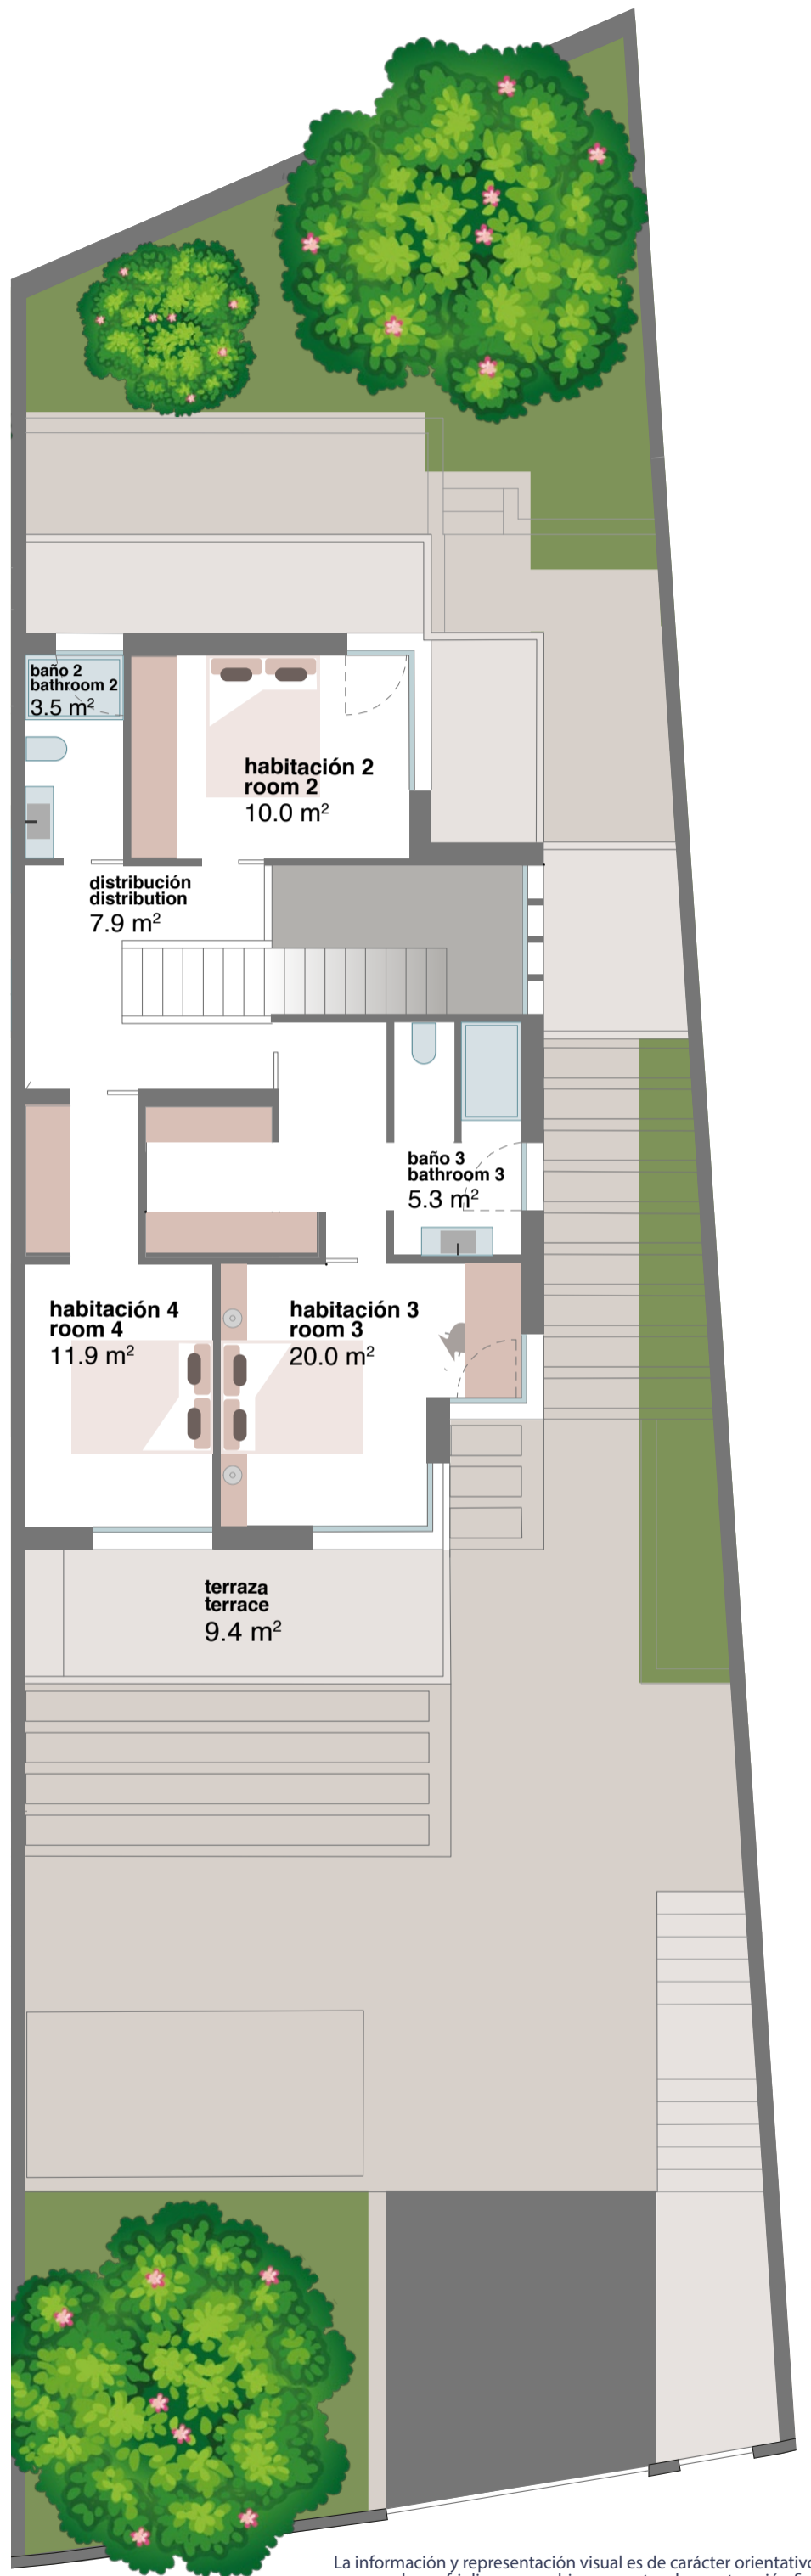 baño 2
bathroom 2
3.5 m²
habitación 2
room 2
10.0 m²
distribución
distribution
7.9 m²
baño 3
bathroom 3
5.3 m²
habitación 4
room 4
11.9 m²
habitación 3
room 3
20.0 m²
terraza
terrace
9.4 m²
La información y representación visual es de carácter orientativo